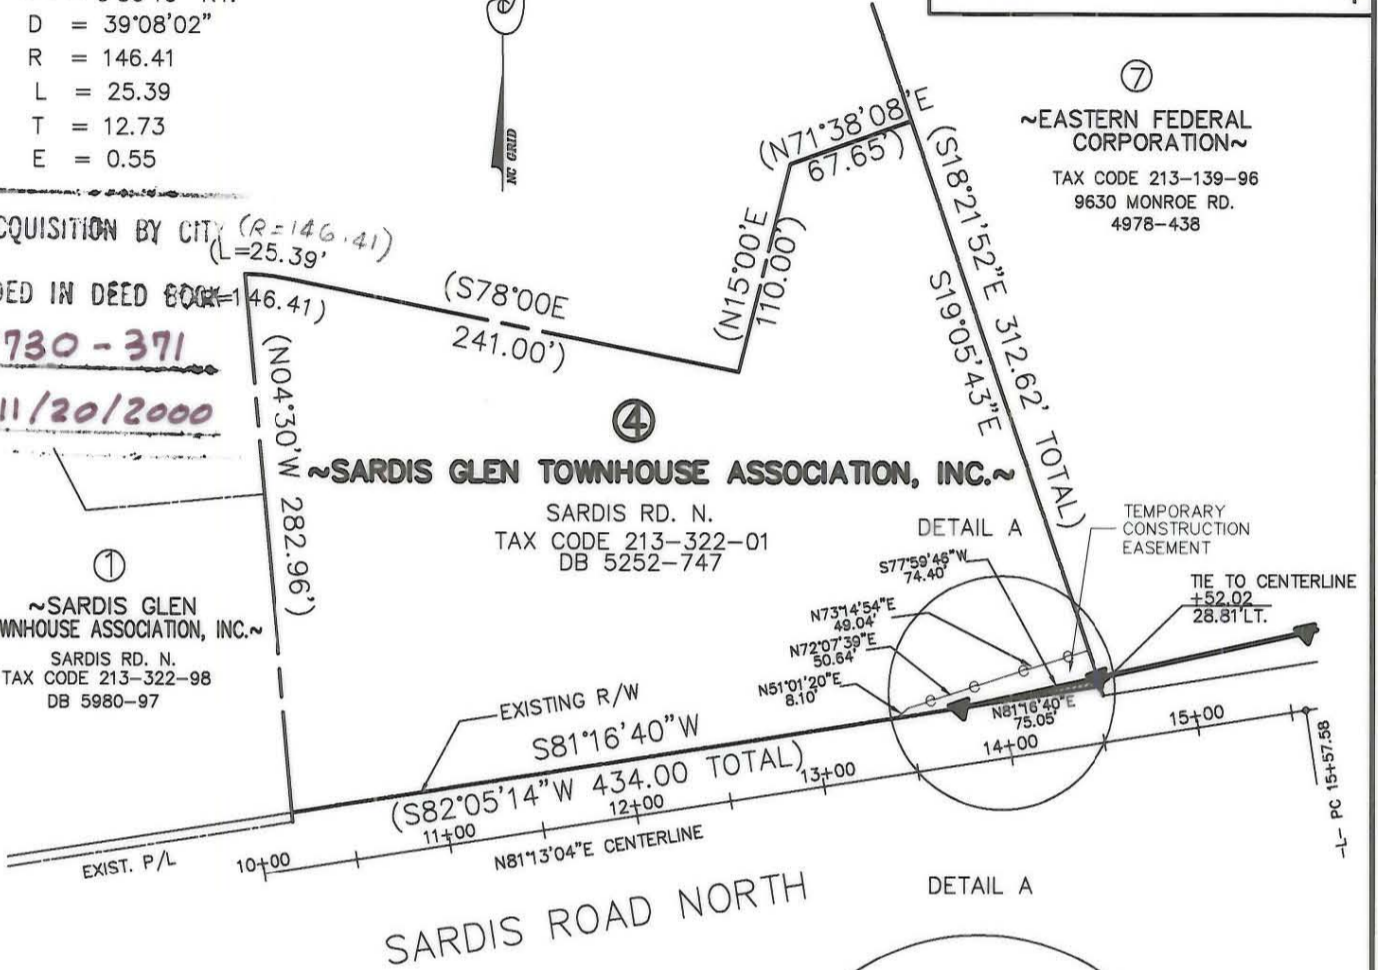 D = 39°08'02"
R = 146.41
L = 25.39
T = 12.73
E = 0.55
CQUISITION BY CITY
(R=146.41)
(L=25.39'
DED IN DEED BOOK
R=146.41)
730-371
11/20/2000
NC GRID
(S78°00E
241.00')
(N15°00'E
110.00')
(N71°38'08'E
67.65')
(S18°21'52"E 312.62' TOTAL)
S19°05'43"E
7
~EASTERN FEDERAL
CORPORATION~
TAX CODE 213-139-96
9630 MONROE RD.
4978-438
(N04°30'W 282.96')
4
~SARDIS GLEN TOWNHOUSE ASSOCIATION, INC.~
SARDIS RD. N.
TAX CODE 213-322-01
DB 5252-747
1
~SARDIS GLEN
WNHOUSE ASSOCIATION, INC.~
SARDIS RD. N.
TAX CODE 213-322-98
DB 5980-97
DETAIL A
TEMPORARY
CONSTRUCTION
EASEMENT
S77°59'46"W
74.40'
N73°14'54"E
49.04'
N72°07'39"E
50.64'
N51°01'20"E
8.10'
TIE TO CENTERLINE
+52.02
28.81'LT.
N81°16'40"E
75.05'
EXISTING R/W
S81°16'40"W
(S82°05'14"W 434.00 TOTAL)
EXIST. P/L
10+00
11+00
12+00
13+00
14+00
15+00
N81°13'04"E CENTERLINE
-L- PC 15+57.58
SARDIS ROAD NORTH
DETAIL A